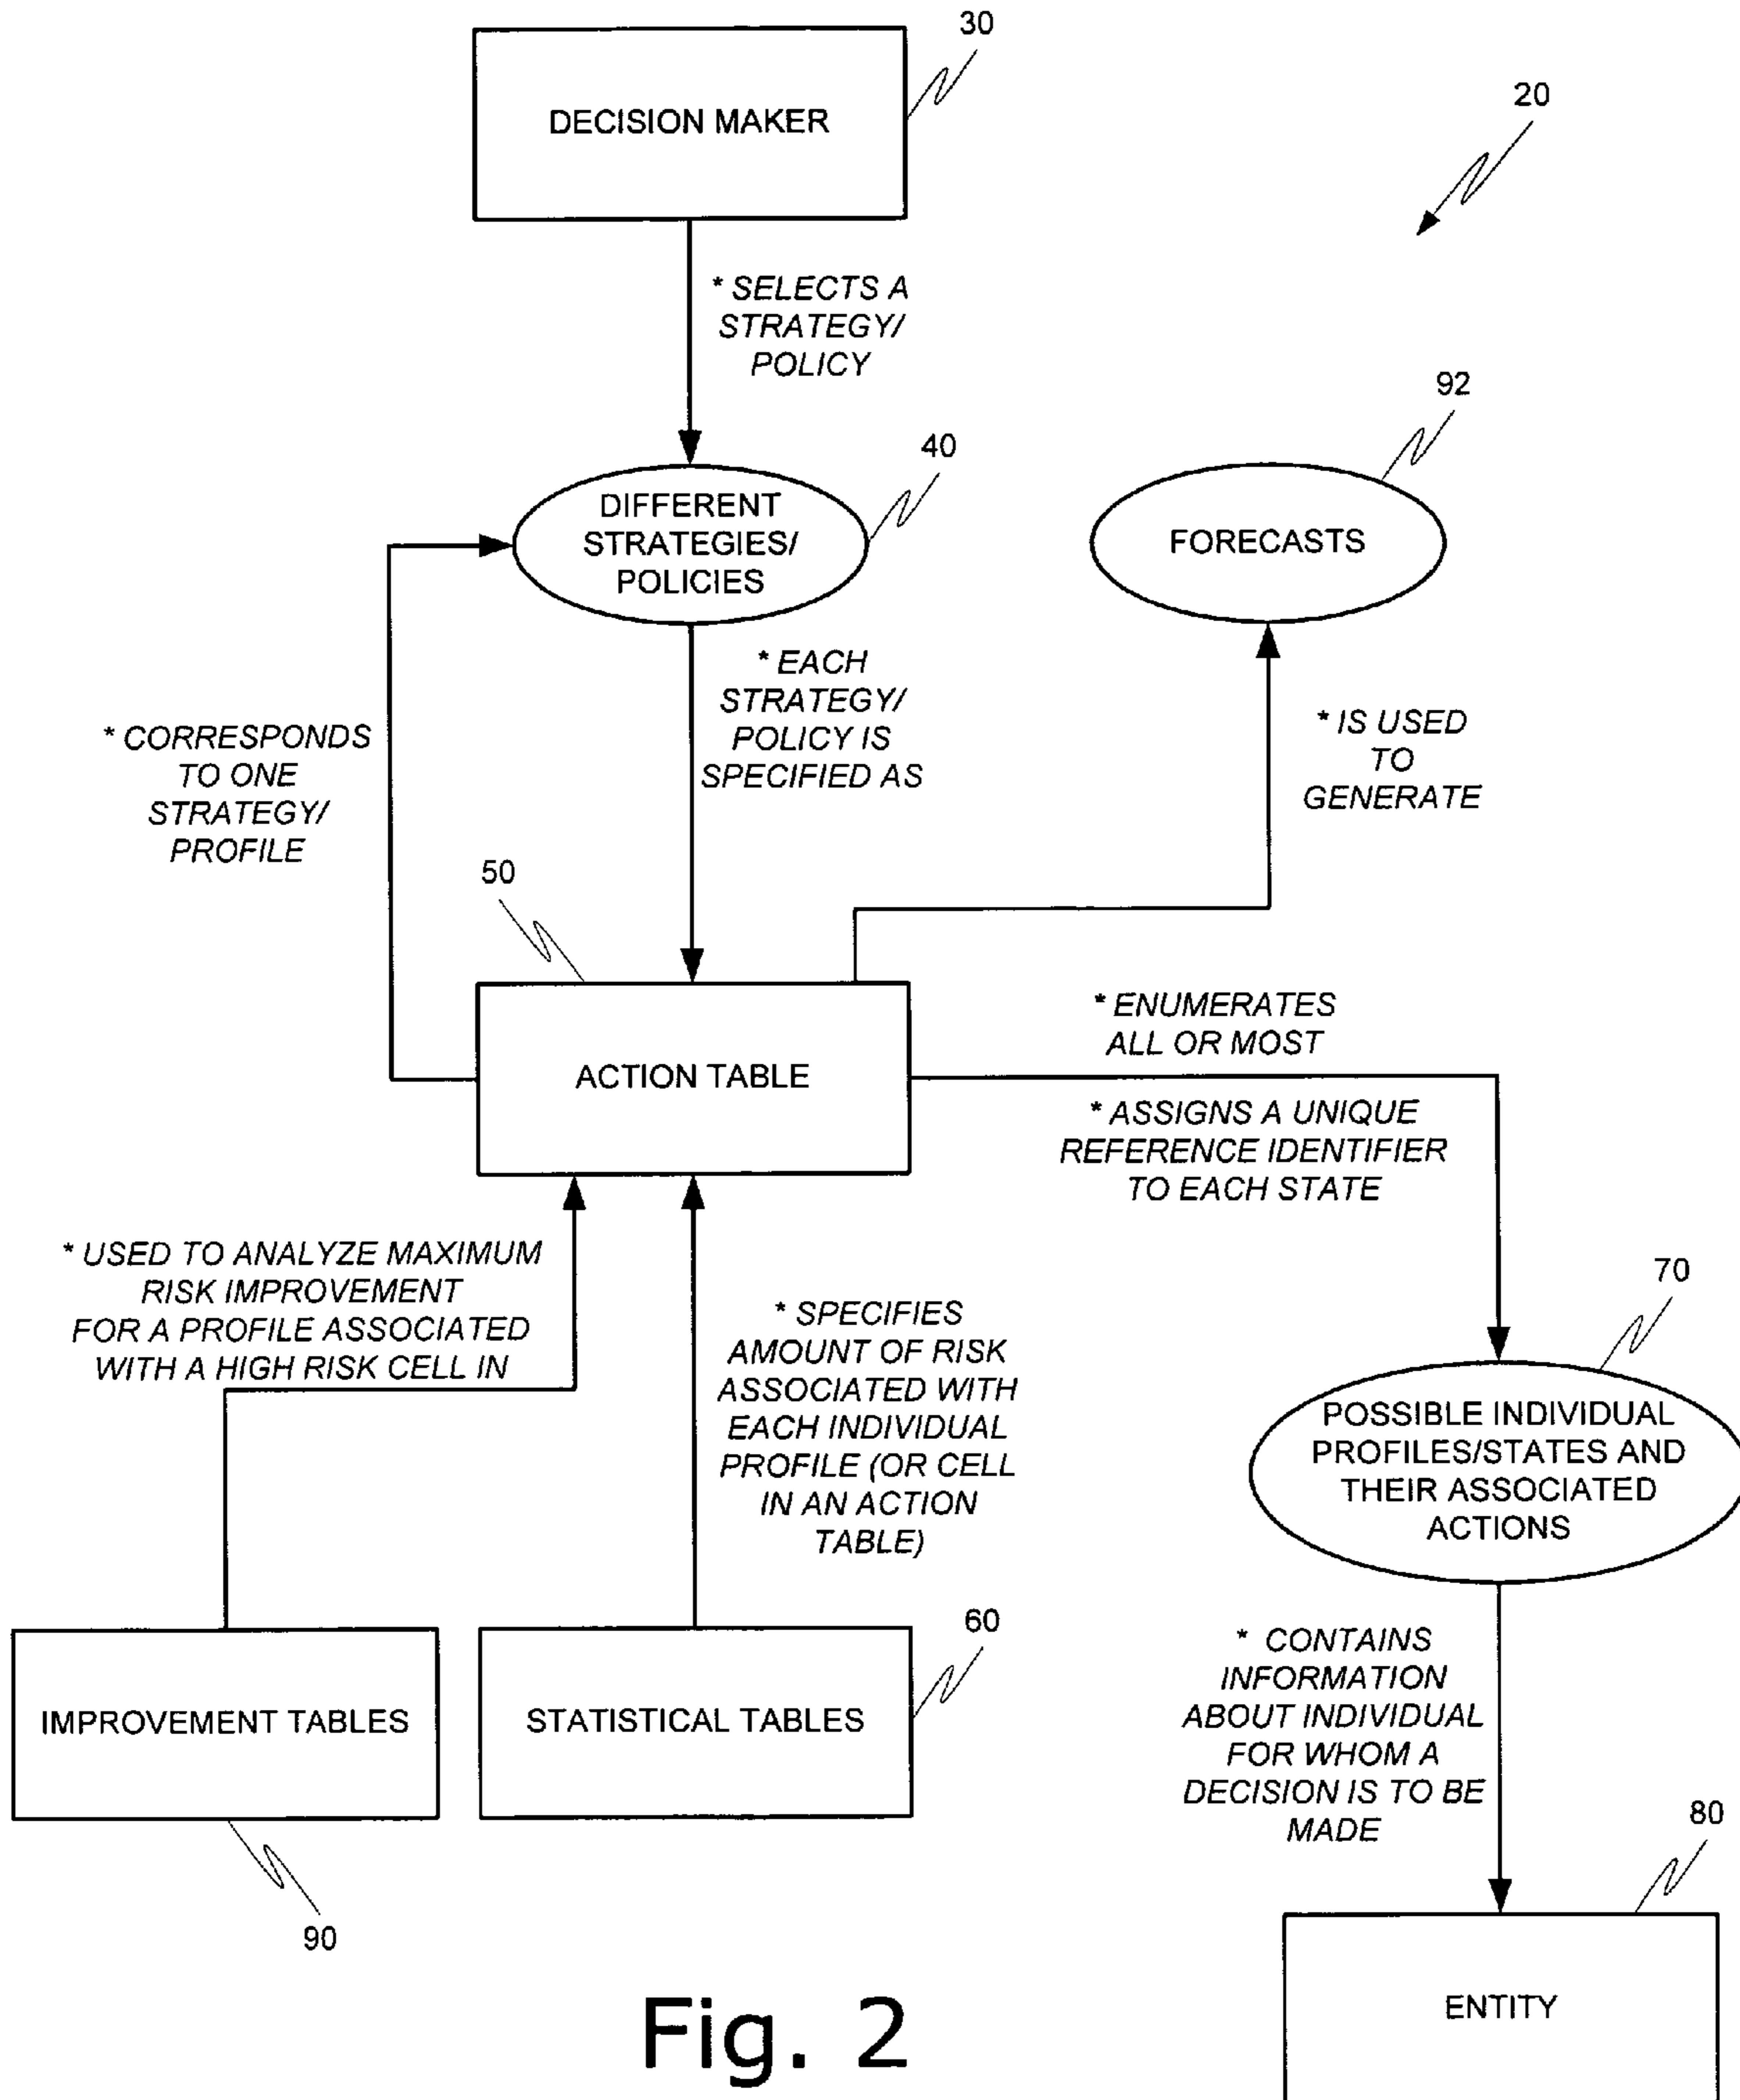 30
DECISION MAKER
20
* SELECTS A
STRATEGY/
POLICY
92
40
DIFFERENT
STRATEGIES/
POLICIES
FORECASTS
* EACH
STRATEGY/
POLICY IS
SPECIFIED AS
* CORRESPONDS
TO ONE
STRATEGY/
PROFILE
* IS USED
TO
GENERATE
50
ACTION TABLE
* ENUMERATES
ALL OR MOST
* ASSIGNS A UNIQUE
REFERENCE IDENTIFIER
TO EACH STATE
* USED TO ANALYZE MAXIMUM
RISK IMPROVEMENT
FOR A PROFILE ASSOCIATED
WITH A HIGH RISK CELL IN
* SPECIFIES
AMOUNT OF RISK
ASSOCIATED WITH
EACH INDIVIDUAL
PROFILE (OR CELL
IN AN ACTION
TABLE)
70
POSSIBLE INDIVIDUAL
PROFILES/STATES AND
THEIR ASSOCIATED
ACTIONS
60
IMPROVEMENT TABLES
STATISTICAL TABLES
* CONTAINS
INFORMATION
ABOUT INDIVIDUAL
FOR WHOM A
DECISION IS TO BE
MADE
90
80
ENTITY
Fig. 2